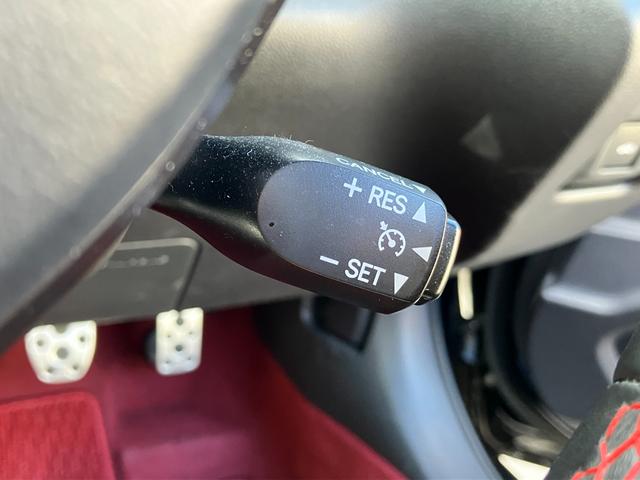 CANCEL▼
+ RES ▲
◀
− SET ▼